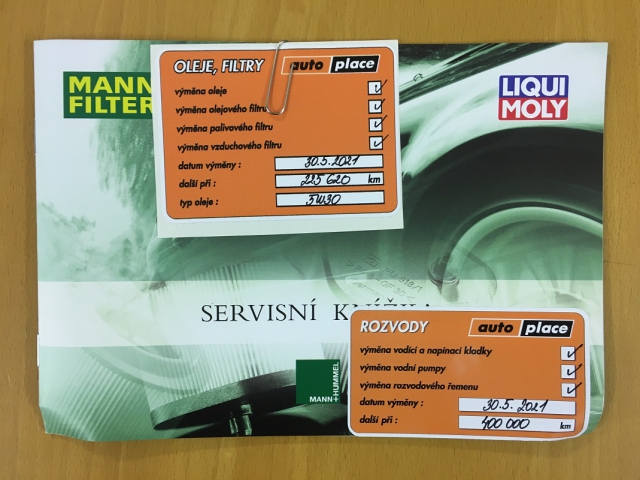 MANN
FILTER
OLEJE, FILTRY auto place
výměna oleje
výměna olejového filtru
výměna palivového filtru
výměna vzduchového filtru
datum výměny : 30.5.2021
další při : 225 620 km
typ oleje : 5W30
LIQUI
MOLY
SERVISNÍ
MANN+HUMMEL
ROZVODY auto place
výměna vodící a napínací kladky
výměna vodní pumpy
výměna rozvodového řemenu
datum výměny : 30.5.2021
další při : 400 000 km